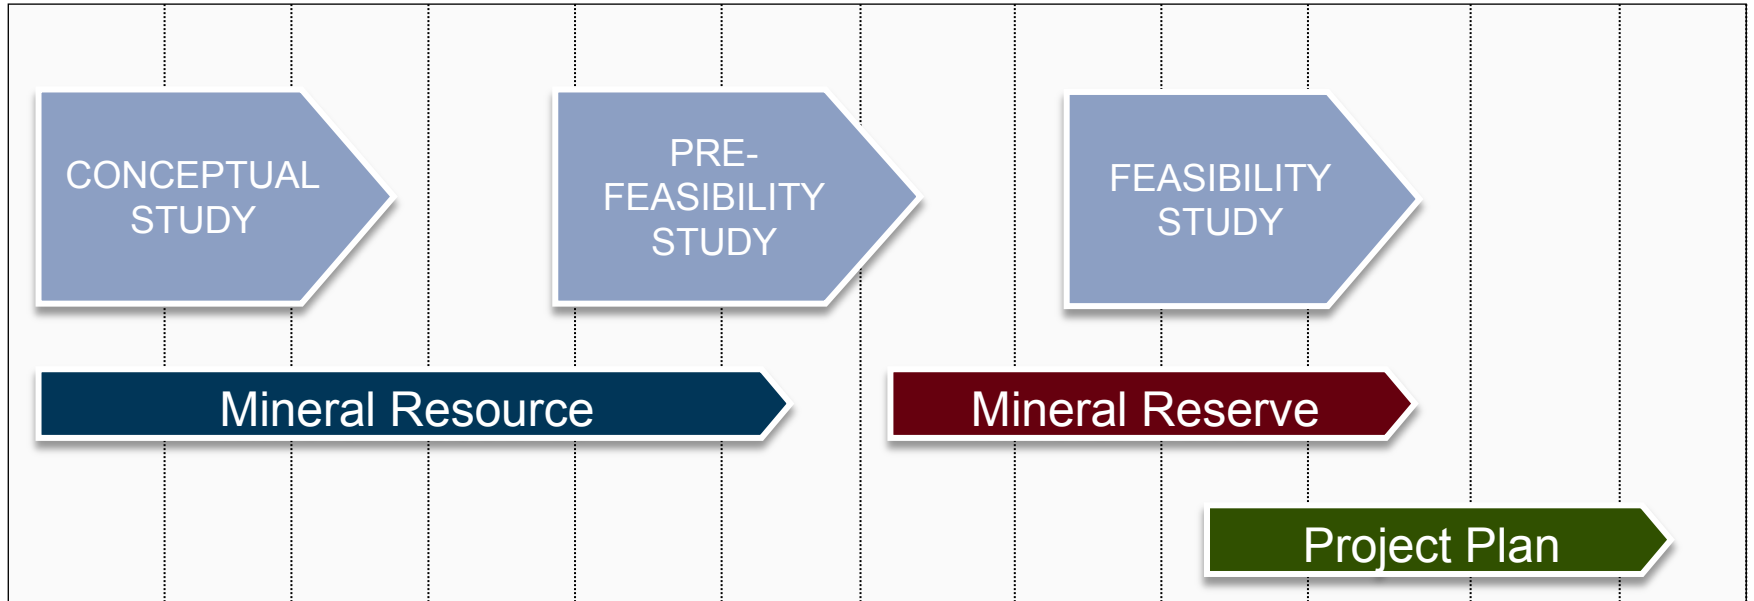 CONCEPTUAL
STUDY
PRE-
FEASIBILITY
STUDY
FEASIBILITY
STUDY
Mineral Resource
Mineral Reserve
Project Plan